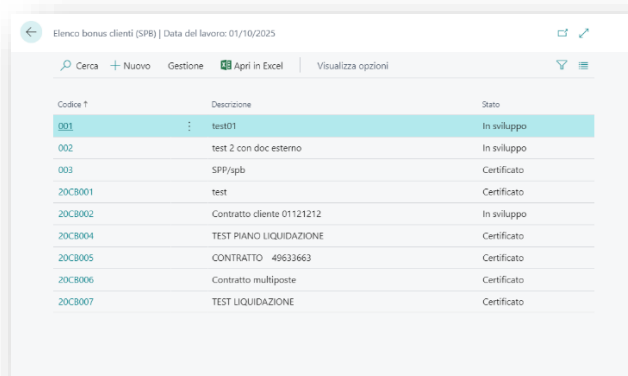 Elenco bonus clienti (SPB) | Data del lavoro: 01/10/2025
Cerca + Nuovo Gestione Apri in Excel Visualizza opzioni
Codice ↑ Descrizione Stato
001 test01 In sviluppo
002 test 2 con doc esterno In sviluppo
003 SPP/spb Certificato
20CB001 test Certificato
20CB002 Contratto cliente 01121212 In sviluppo
20CB004 TEST PIANO LIQUIDAZIONE Certificato
20CB005 CONTRATTO 49633663 Certificato
20CB006 Contratto multiposte Certificato
20CB007 TEST LIQUIDAZIONE Certificato